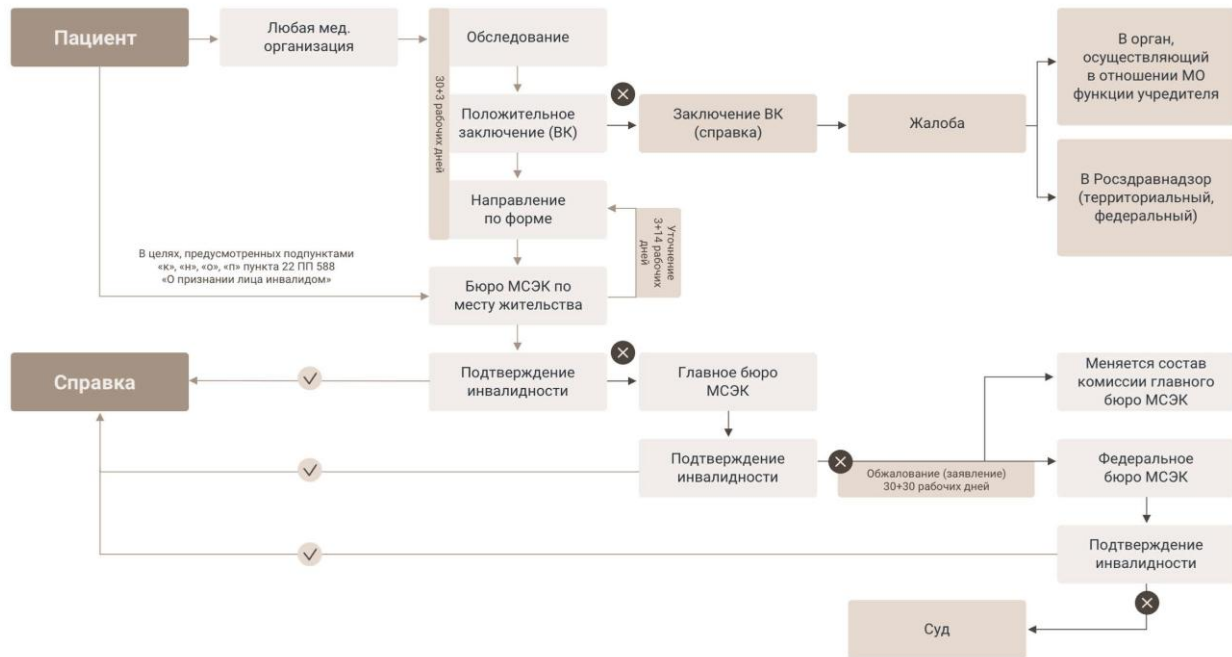 Пациент
Любая мед.
организация
Обследование
30+3 рабочих дней
Положительное
заключение (ВК)
Заключение ВК
(справка)
Жалоба
В орган,
осуществляющий
в отношении МО
функции учредителя
В Росздравнадзор
(территориальный,
федеральный)
Направление
по форме
Уточнение
3+14 рабочих
дней
В целях, предусмотренных подпунктами
«к», «н», «о», «п» пункта 22 ПП 588
«О признании лица инвалидом»
Бюро МСЭК по
месту жительства
Справка
Подтверждение
инвалидности
Главное бюро
МСЭК
Меняется состав
комиссии главного
бюро МСЭК
Подтверждение
инвалидности
Обжалование (заявление)
30+30 рабочих дней
Федеральное
бюро МСЭК
Подтверждение
инвалидности
Суд